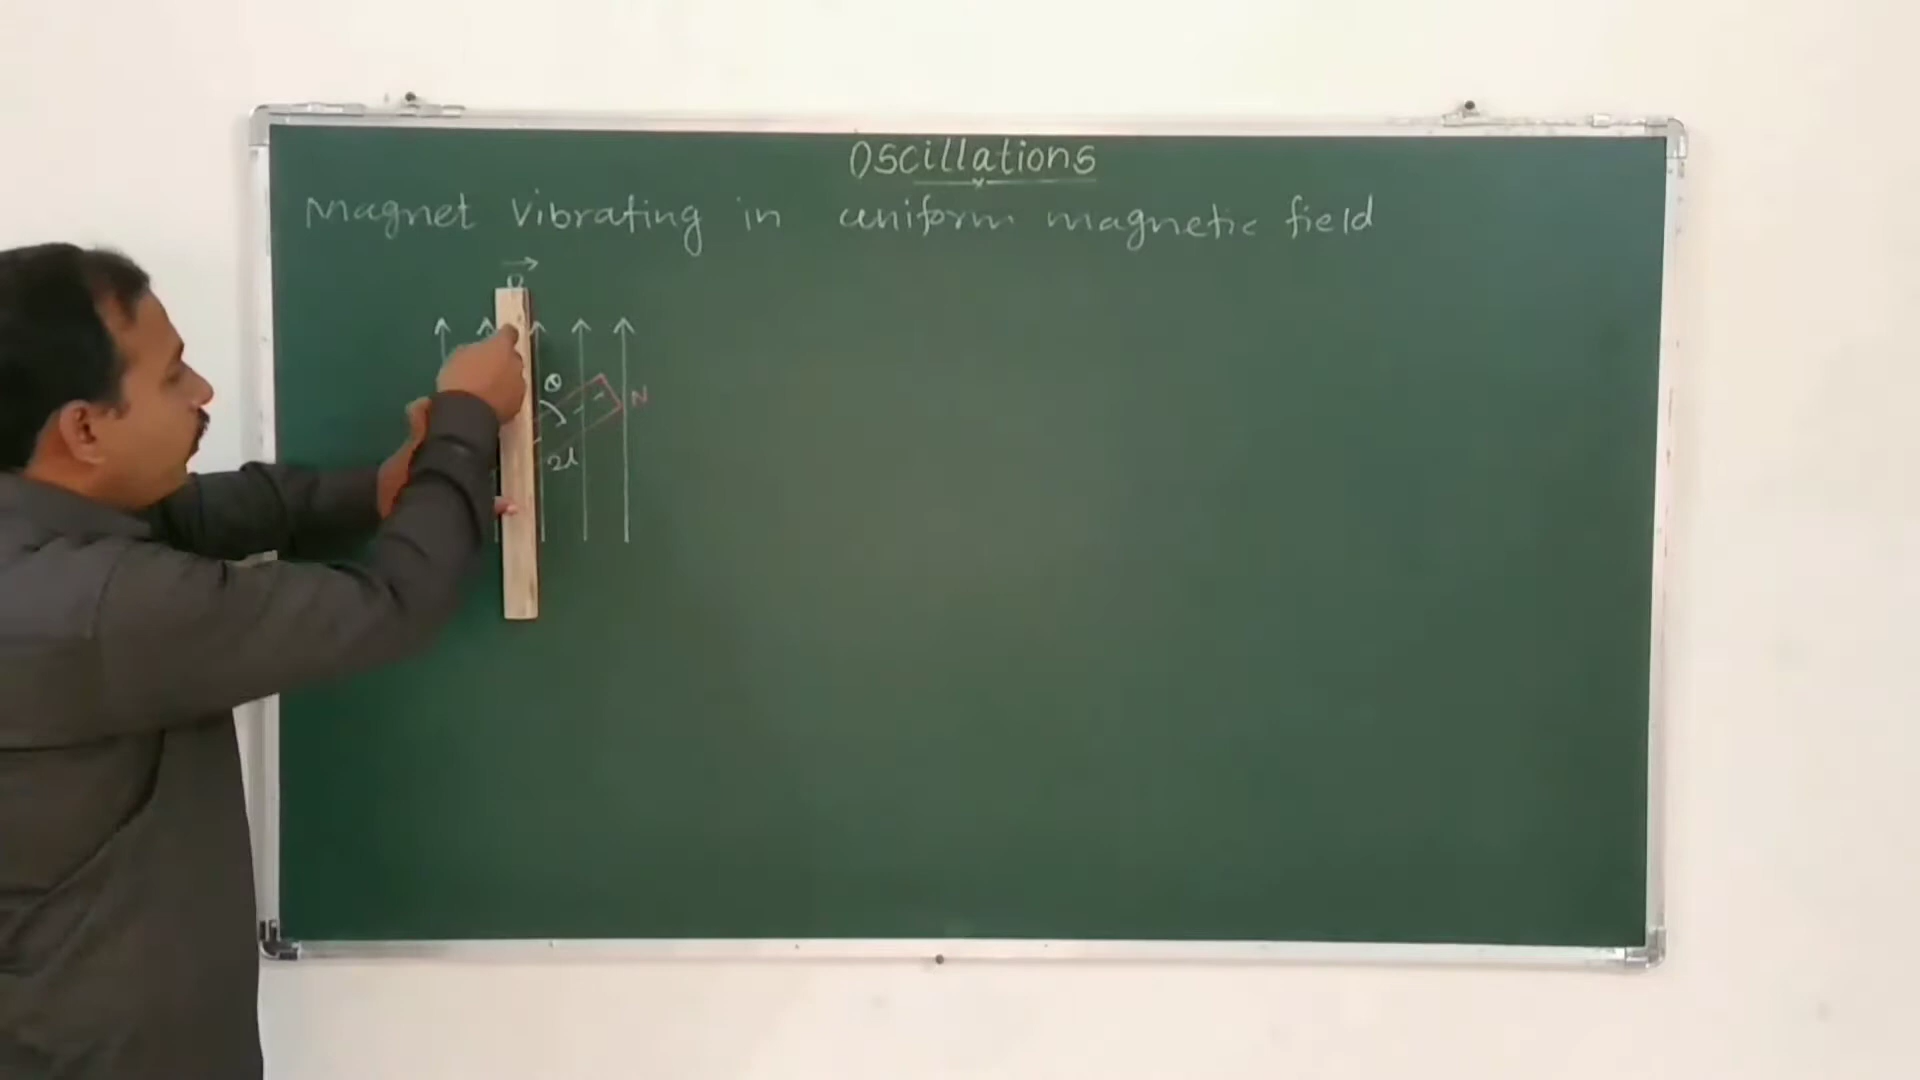 Oscillations
Magnet Vibrating in uniform magnetic field
θ
N
2l